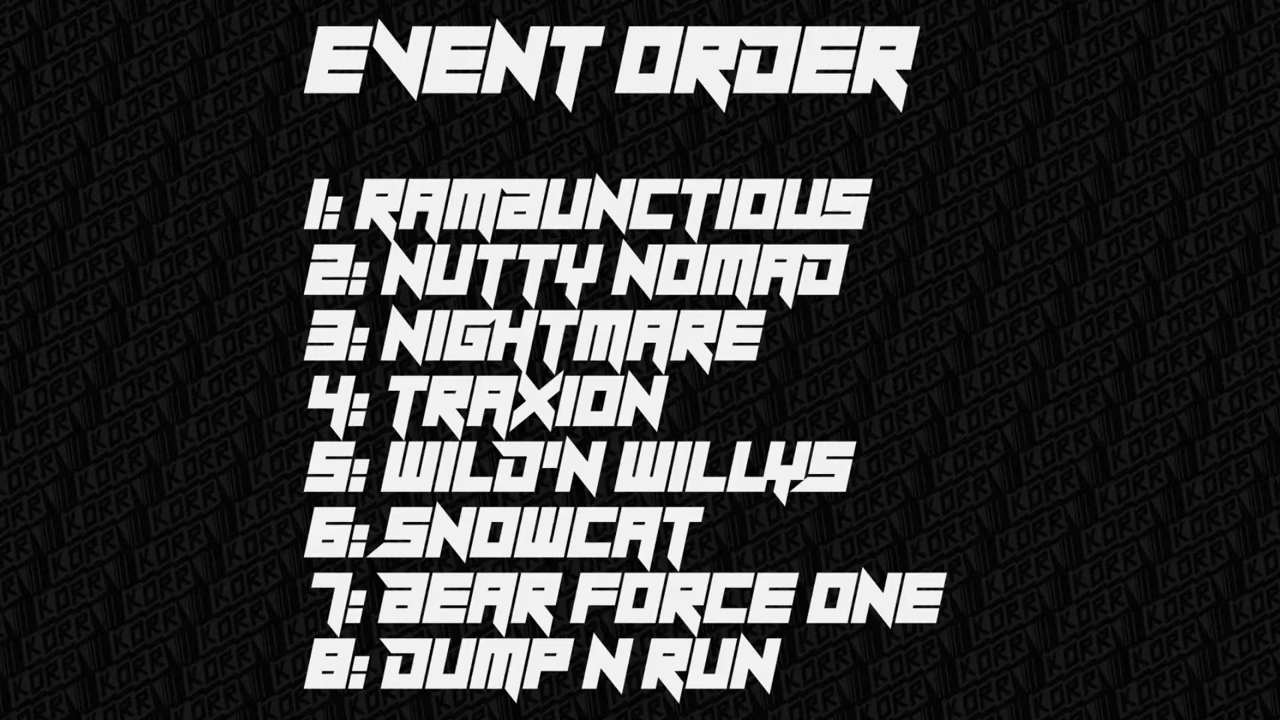 EVENT ORDER
1: RAMBUNCTIOUS
2: NUTTY NOMAD
3: NIGHTMARE
4: TRAXION
5: WILD'N WILLYS
6: SNOWCAT
7: BEAR FORCE ONE
8: DUMP N RUN